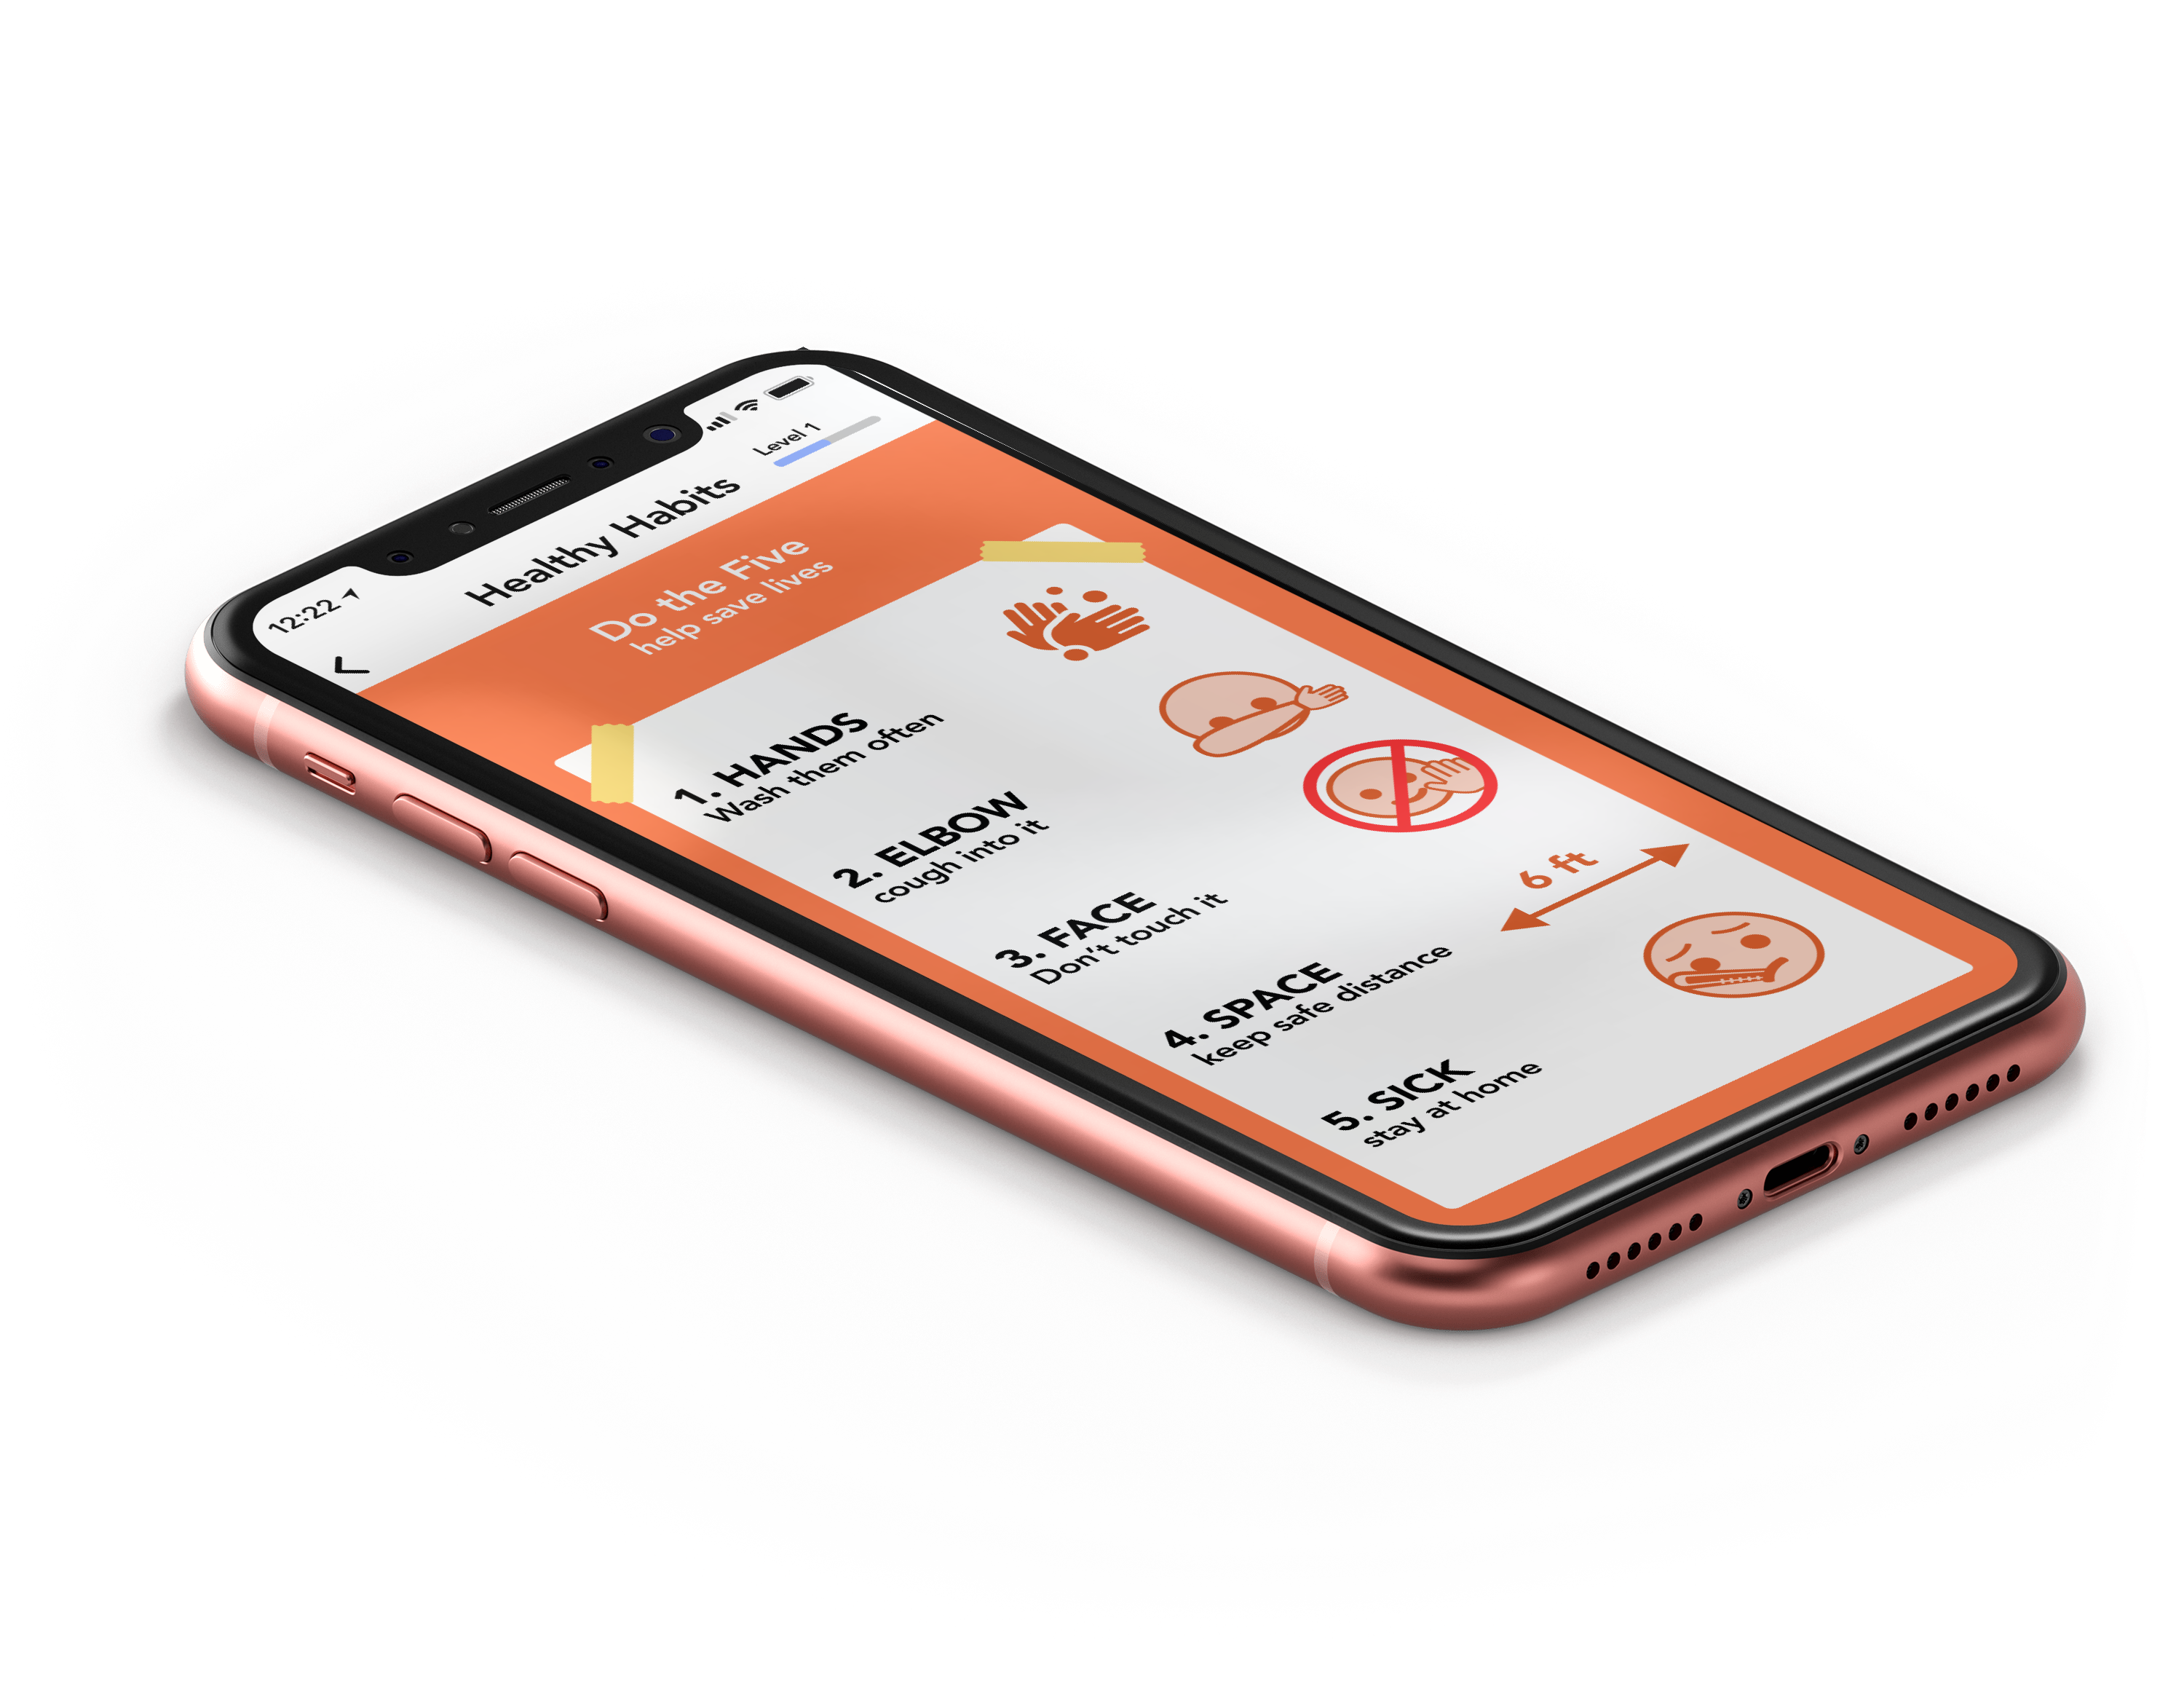 12:22
Healthy Habits
Level 1
Do the Five
help save lives
1. HANDS
Wash them often
2. ELBOW
cough into it
3. FACE
Don't touch it
4. SPACE
keep safe distance
6 ft
5. SICK
stay at home